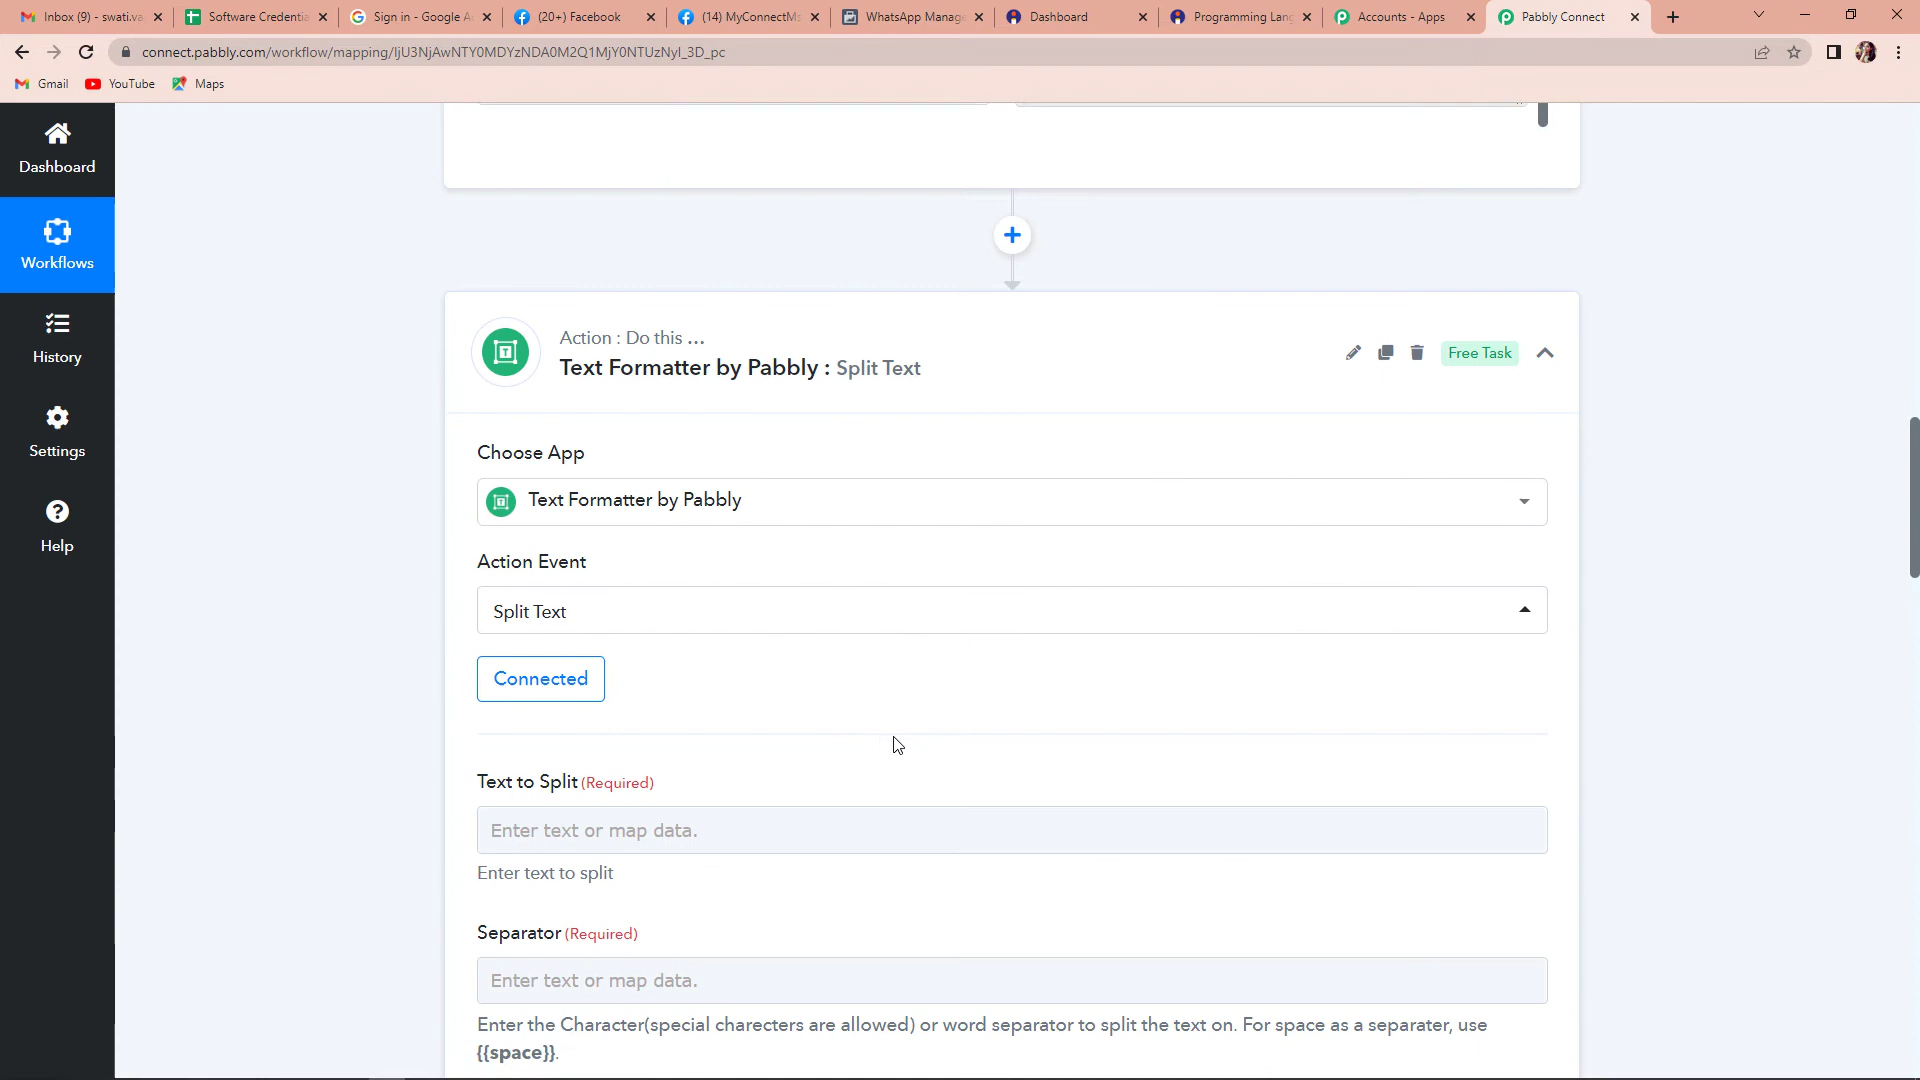 Inbox (9) - swati.va
Software Credentia
Sign in - Google A
(20+) Facebook
(14) MyConnectMs
WhatsApp Manage
Dashboard
Programming Lang
Accounts - Apps
Pabbly Connect
connect.pabbly.com/workflow/mapping/IjU3NjAwNTY0MDYzNDA0M2Q1MjY0NTUzNyI_3D_pc
Gmail
YouTube
Maps
Dashboard
Workflows
History
Settings
Help
Action : Do this ...
Text Formatter by Pabbly : Split Text
Free Task
Choose App
Text Formatter by Pabbly
Action Event
Split Text
Connected
Text to Split (Required)
Enter text or map data.
Enter text to split
Separator (Required)
Enter text or map data.
Enter the Character(special charecters are allowed) or word separator to split the text on. For space as a separater, use
{{space}}.